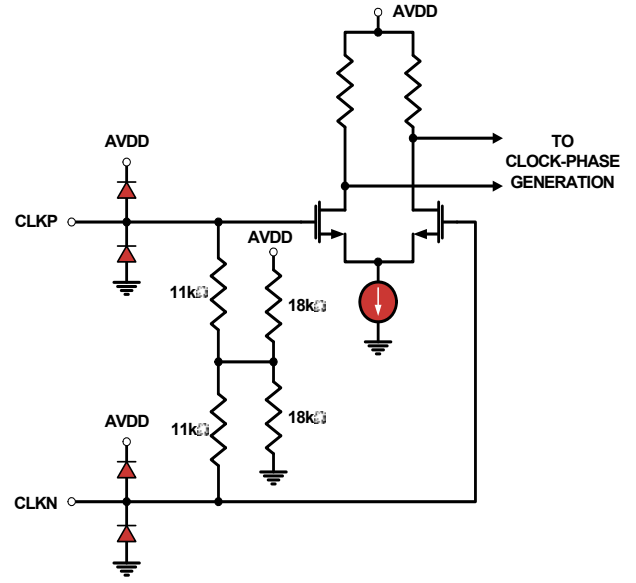 AVDD
TO
CLOCK-PHASE
GENERATION
AVDD
CLKP
AVDD
11k
18k
11k
18k
AVDD
CLKN